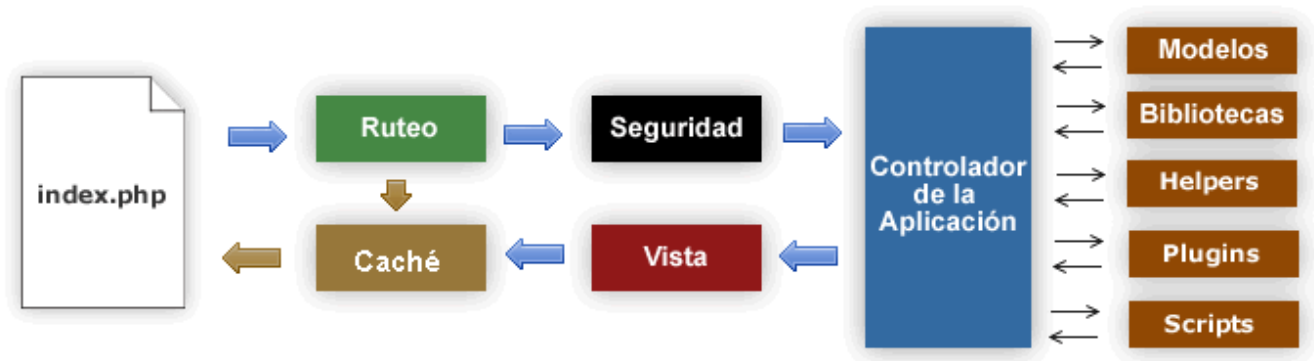 index.php
Ruteo
Seguridad
Caché
Vista
Controlador
de la
Aplicación
Modelos
Bibliotecas
Helpers
Plugins
Scripts